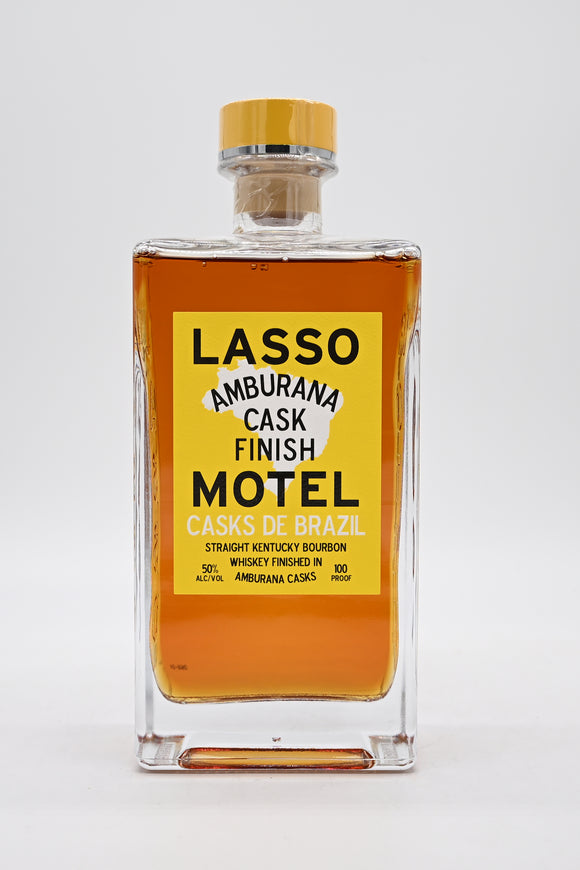 LASSO
AMBURANA
CASK
FINISH
MOTEL
CASKS DE BRAZIL
STRAIGHT KENTUCKY BOURBON
WHISKEY FINISHED IN
AMBURANA CASKS
50%
ALC/VOL
100
PROOF